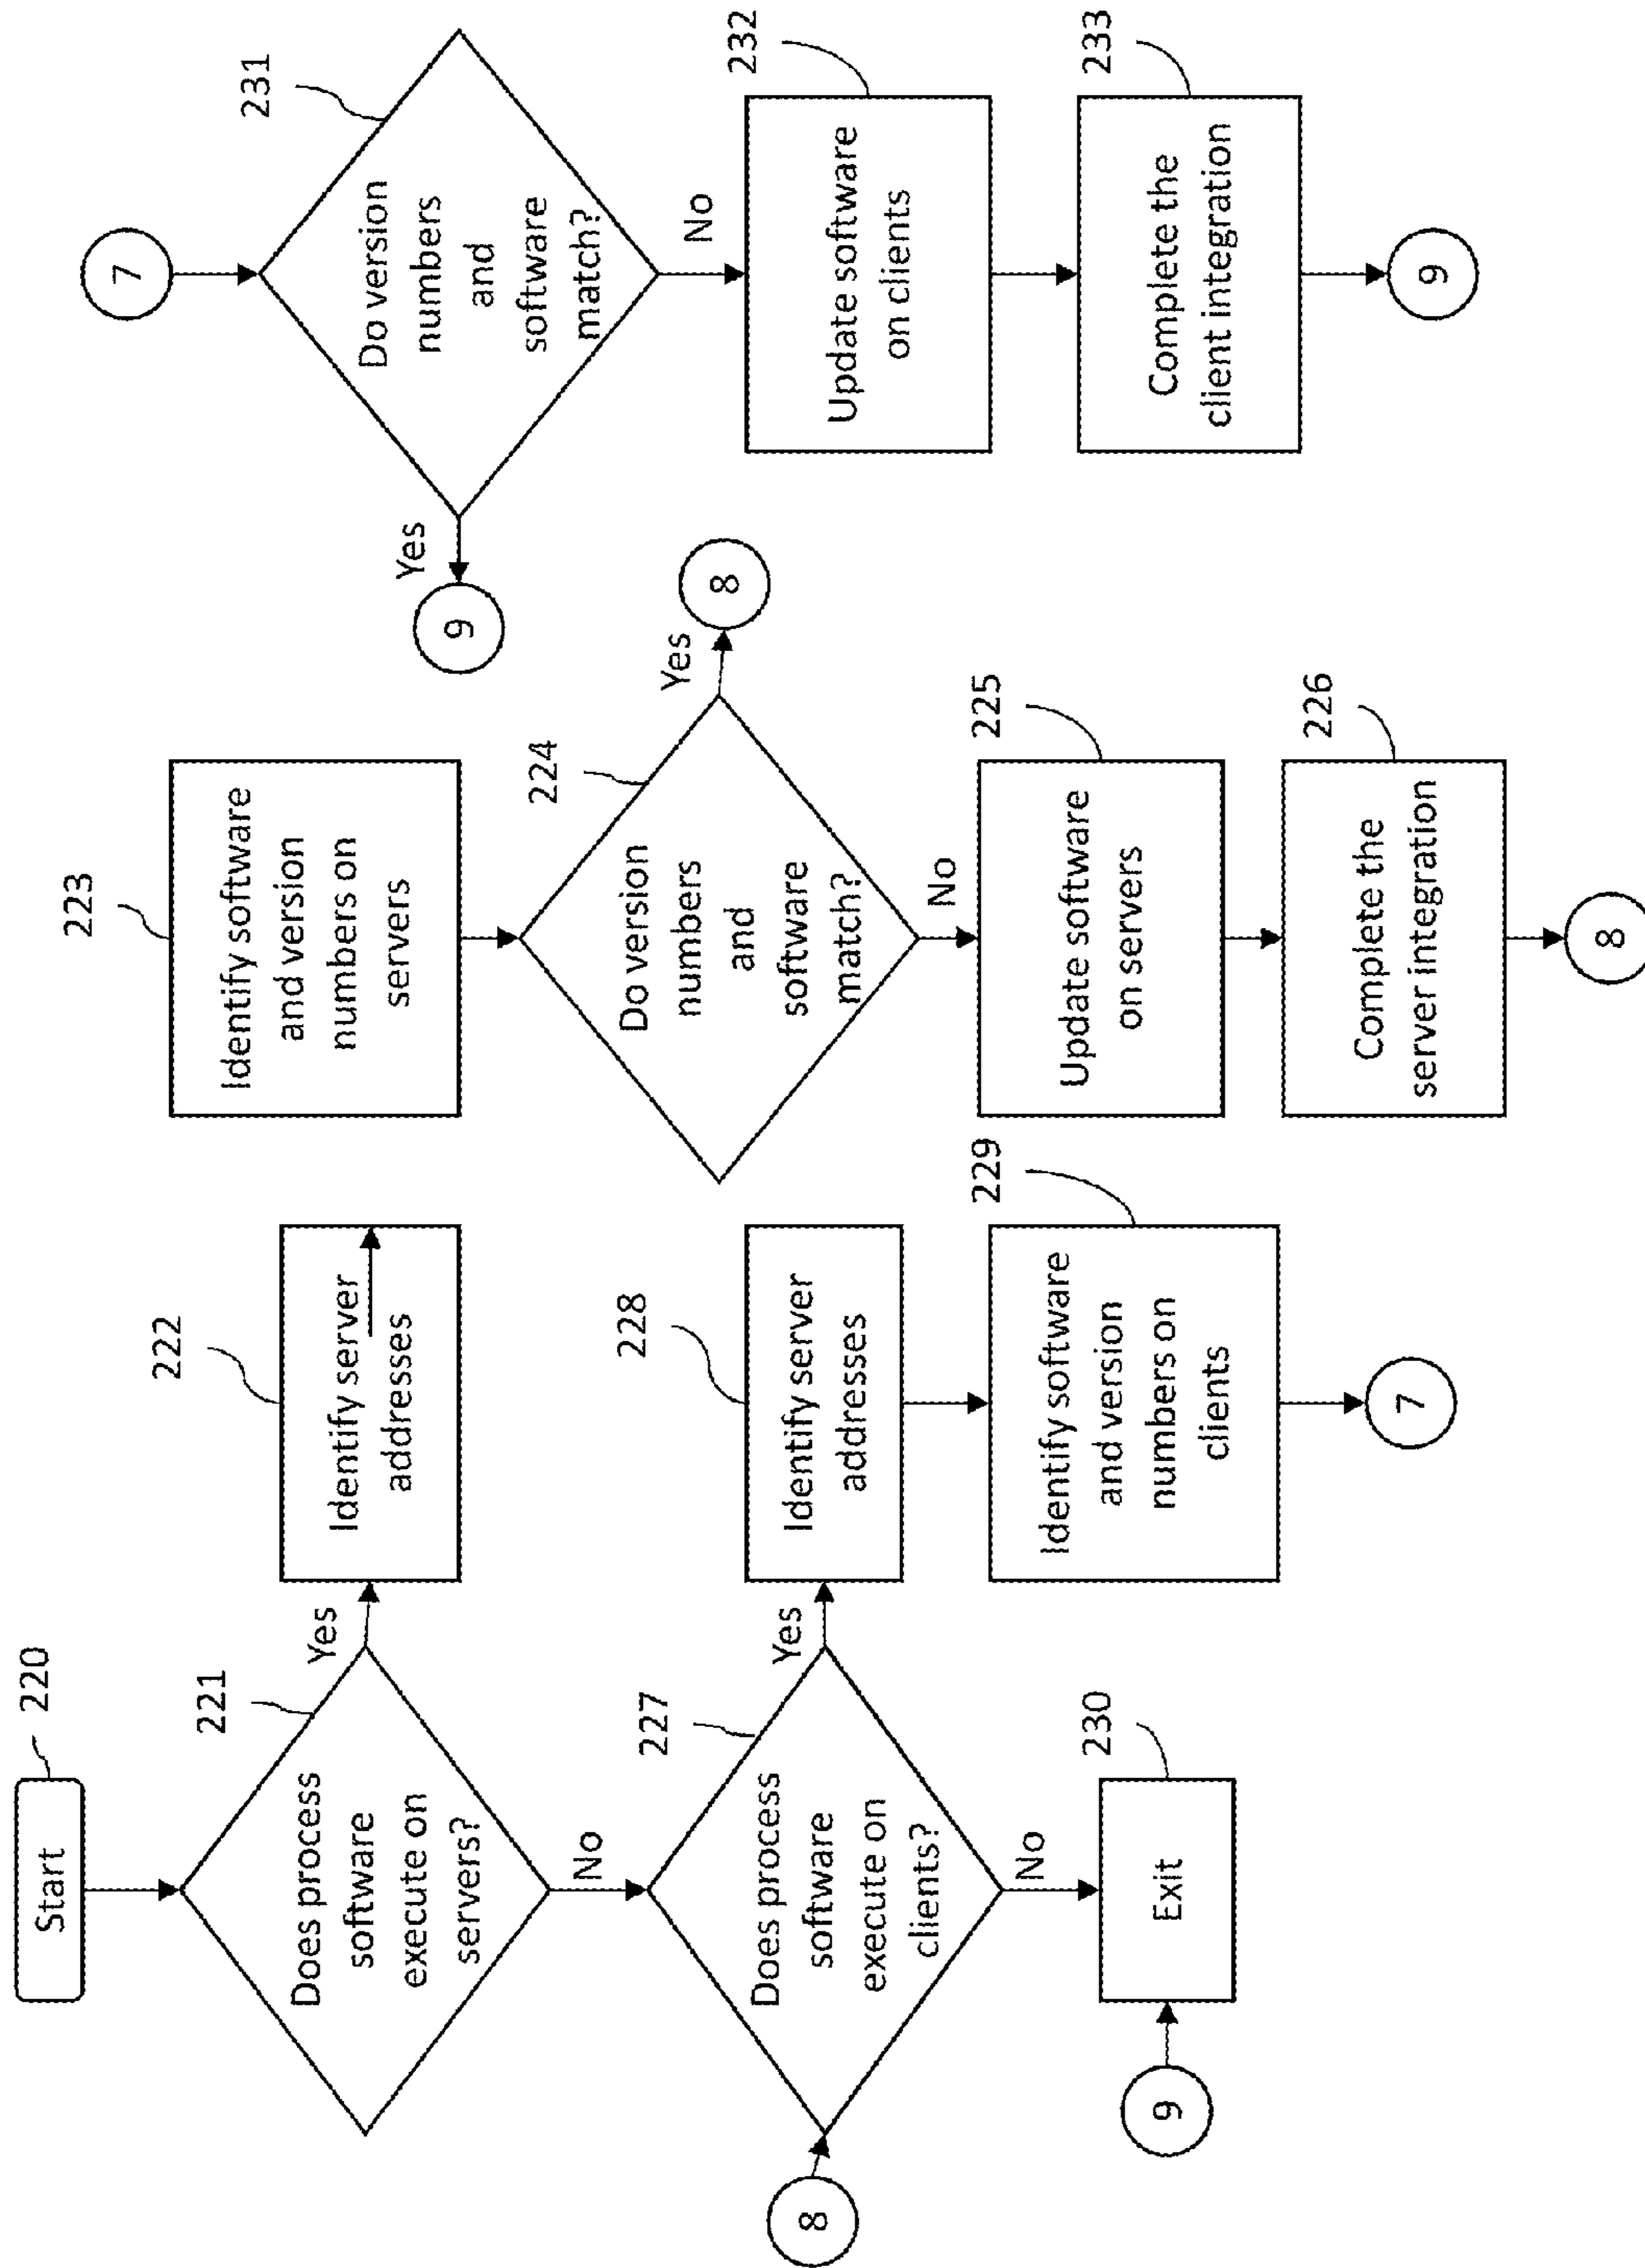 220
Start
221
Does process
software
execute on
servers?
Yes
No
222
Identify server
addresses
223
Identify software
and version
numbers on
servers
224
Do version
numbers
and
software
match?
Yes
8
No
225
Update software
on servers
226
Complete the
server integration
8
8
227
Does process
software
execute on
clients?
Yes
No
228
Identify server
addresses
229
Identify software
and version
numbers on
clients
7
9
230
Exit
7
231
Do version
numbers
and
software
match?
Yes
9
No
232
Update software
on clients
233
Complete the
client integration
9